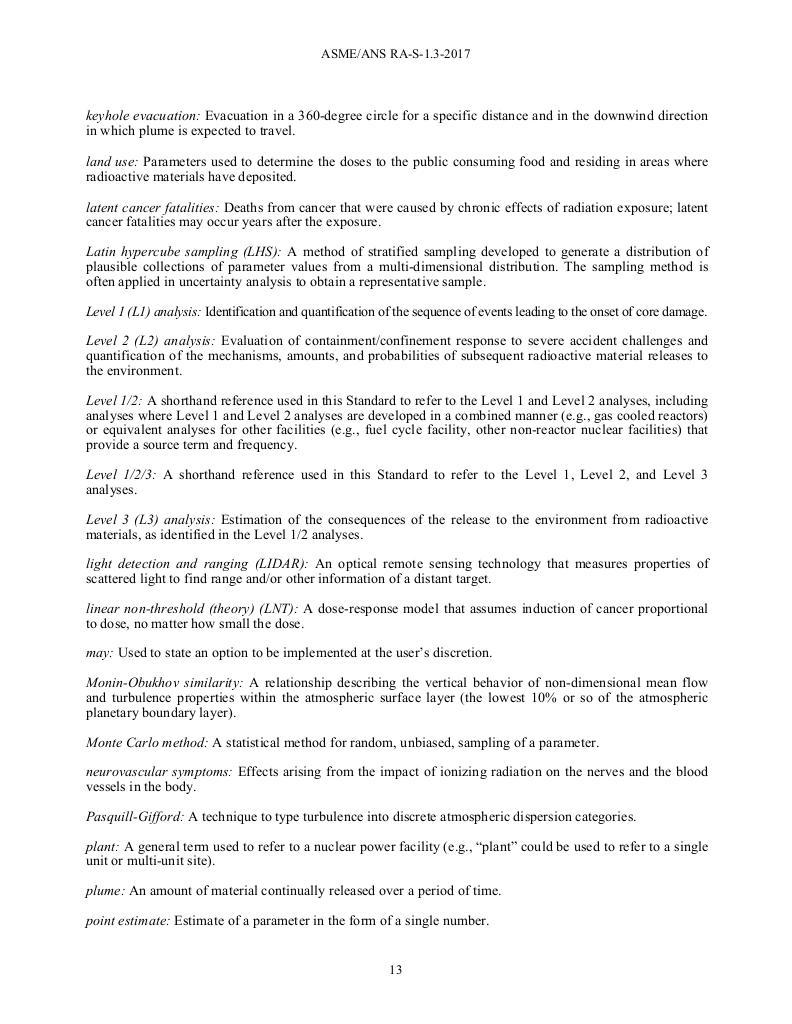 ASME/ANS RA-S-1.3-2017
keyhole evacuation: Evacuation in a 360-degree circle for a specific distance and in the downwind direction
in which plume is expected to travel.
land use: Parameters used to determine the doses to the public consuming food and residing in areas where
radioactive materials have deposited.
latent cancer fatalities: Deaths from cancer that were caused by chronic effects of radiation exposure; latent
cancer fatalities may occur years after the exposure.
Latin hypercube sampling (LHS): A method of stratified sampling developed to generate a distribution of
plausible collections of parameter values from a multi-dimensional distribution. The sampling method is
often applied in uncertainty analysis to obtain a representative sample.
Level 1 (L1) analysis: Identification and quantification of the sequence of events leading to the onset of core damage.
Level 2 (L2) analysis: Evaluation of containment/confinement response to severe accident challenges and
quantification of the mechanisms, amounts, and probabilities of subsequent radioactive material releases to
the environment.
Level 1/2: A shorthand reference used in this Standard to refer to the Level 1 and Level 2 analyses, including
analyses where Level 1 and Level 2 analyses are developed in a combined manner (e.g., gas cooled reactors)
or equivalent analyses for other facilities (e.g., fuel cycle facility, other non-reactor nuclear facilities) that
provide a source term and frequency.
Level 1/2/3: A shorthand reference used in this Standard to refer to the Level 1, Level 2, and Level 3
analyses.
Level 3 (L3) analysis: Estimation of the consequences of the release to the environment from radioactive
materials, as identified in the Level 1/2 analyses.
light detection and ranging (LIDAR): An optical remote sensing technology that measures properties of
scattered light to find range and/or other information of a distant target.
linear non-threshold (theory) (LNT): A dose-response model that assumes induction of cancer proportional
to dose, no matter how small the dose.
may: Used to state an option to be implemented at the user’s discretion.
Monin-Obukhov similarity: A relationship describing the vertical behavior of non-dimensional mean flow
and turbulence properties within the atmospheric surface layer (the lowest 10% or so of the atmospheric
planetary boundary layer).
Monte Carlo method: A statistical method for random, unbiased, sampling of a parameter.
neurovascular symptoms: Effects arising from the impact of ionizing radiation on the nerves and the blood
vessels in the body.
Pasquill-Gifford: A technique to type turbulence into discrete atmospheric dispersion categories.
plant: A general term used to refer to a nuclear power facility (e.g., “plant” could be used to refer to a single
unit or multi-unit site).
plume: An amount of material continually released over a period of time.
point estimate: Estimate of a parameter in the form of a single number.
13